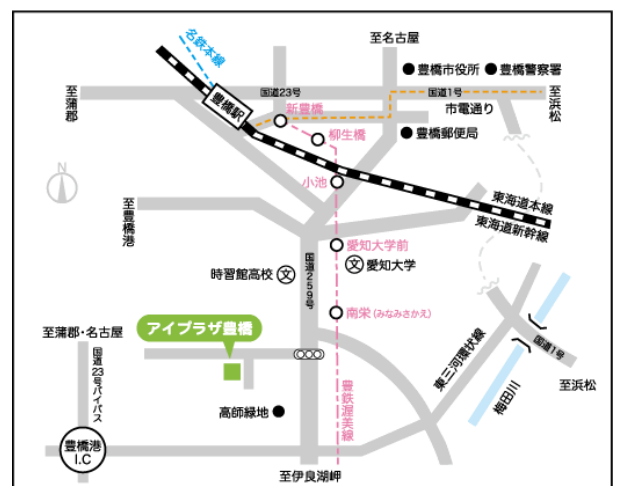 至名古屋
名鉄本線
豊橋市役所
豊橋警察署
至蒲郡
国道23号
国道1号
至浜松
豊橋駅
新豊橋
市電通り
柳生橋
豊橋郵便局
N
小池
東海道本線
東海道新幹線
至豊橋港
愛知大学前
時習館高校
文
国道259号
文
愛知大学
南栄(みなみさかえ)
至蒲郡・名古屋
アイプラザ豊橋
国道23号バイパス
東三河環状線
国道1号
至浜松
梅田川
豊鉄渥美線
高師緑地
豊橋港
I.C
至伊良湖岬